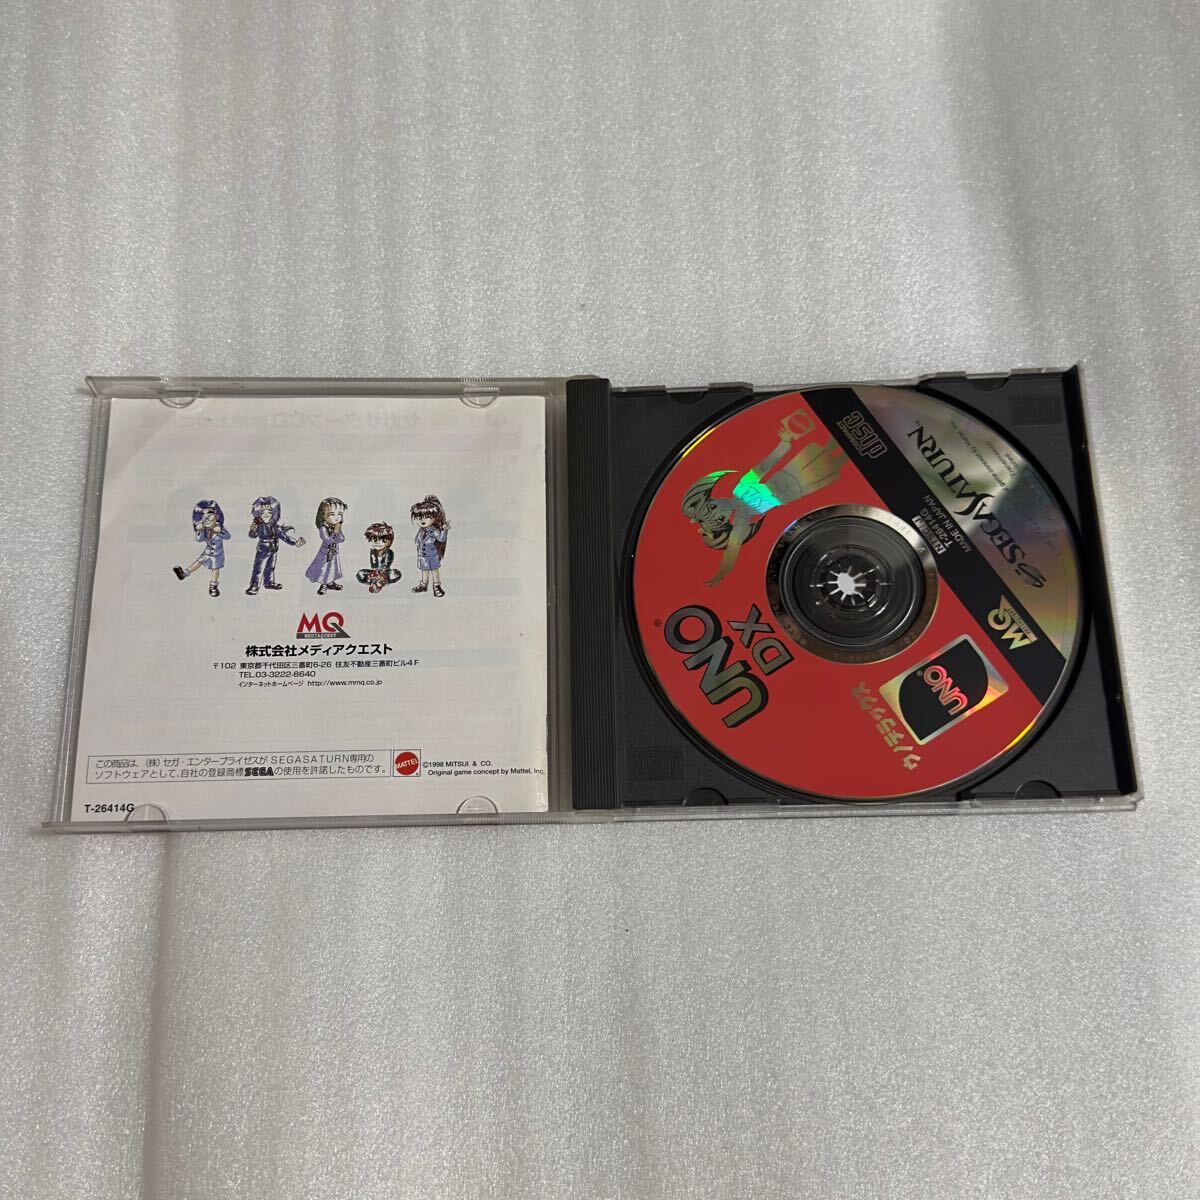 MQ
MEDIAQUEST
株式会社メディアクエスト
〒102 東京都千代田区三番町6-26 住友不動産三番町ビル4F
TEL.03-3222-8640
インターネットホームページ http://www.mmq.co.jp
この商品は、(株)セガ・エンタープライゼスがSEGASATURN専用の
ソフトウェアとして、自社の登録商標SEGAの使用を許諾したものです。
MATTEL
©1998 MITSUI & CO.
Original game concept by Mattel, Inc.
T-26414G
SEGA SATURN
COMPACT disc
T-26414G
MADE IN JAPAN
MQ
UNO
DX
ウノデラックス
UNO